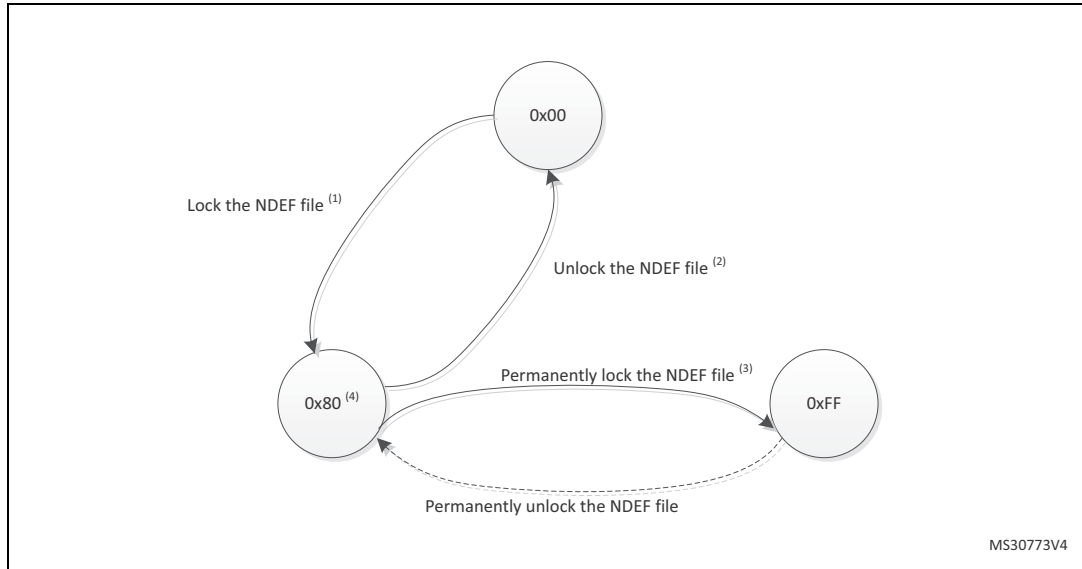 0x00
Lock the NDEF file (1)
Unlock the NDEF file (2)
Permanently lock the NDEF file (3)
0x80 (4)
0xFF
Permanently unlock the NDEF file
MS30773V4